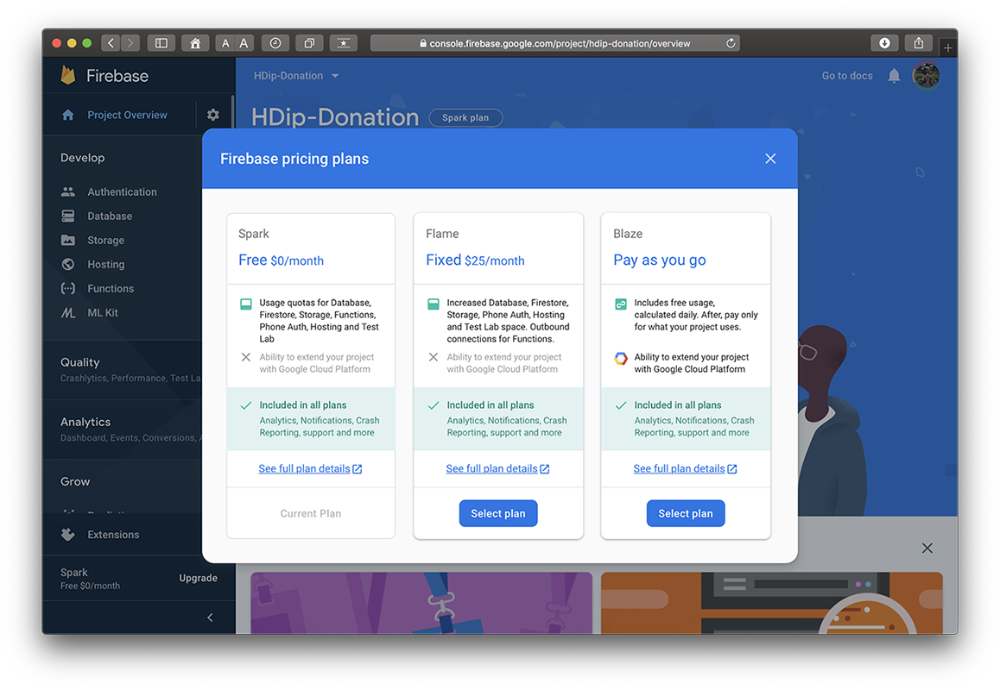 A A
console.firebase.google.com/project/hdip-donation/overview
Firebase
HDip-Donation
Go to docs
Project Overview
HDip-Donation
Spark plan
Develop
Authentication
Database
Storage
Hosting
Functions
ML Kit
Quality
Crashlytics, Performance, Test La
Analytics
Dashboard, Events, Conversions, A
Grow
Extensions
Spark
Free $0/month
Upgrade
Firebase pricing plans
Spark
Free $0/month
Usage quotas for Database,
Firestore, Storage, Functions,
Phone Auth, Hosting and Test
Lab
Ability to extend your project
with Google Cloud Platform
Included in all plans
Analytics, Notifications, Crash
Reporting, support and more
See full plan details
Current Plan
Flame
Fixed $25/month
Increased Database, Firestore,
Storage, Phone Auth, Hosting
and Test Lab space. Outbound
connections for Functions.
Ability to extend your project
with Google Cloud Platform
Included in all plans
Analytics, Notifications, Crash
Reporting, support and more
See full plan details
Select plan
Blaze
Pay as you go
Includes free usage,
calculated daily. After, pay only
for what your project uses.
Ability to extend your project
with Google Cloud Platform
Included in all plans
Analytics, Notifications, Crash
Reporting, support and more
See full plan details
Select plan